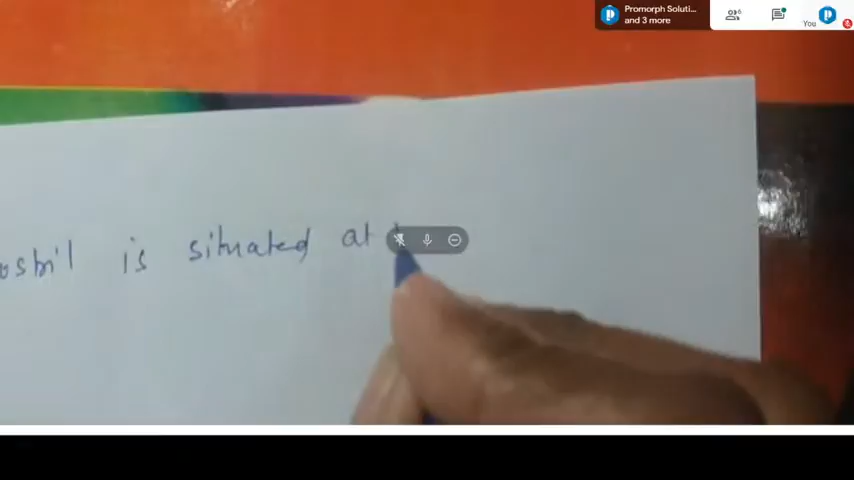 Promorph Soluti...
and 3 more
You
is situated at